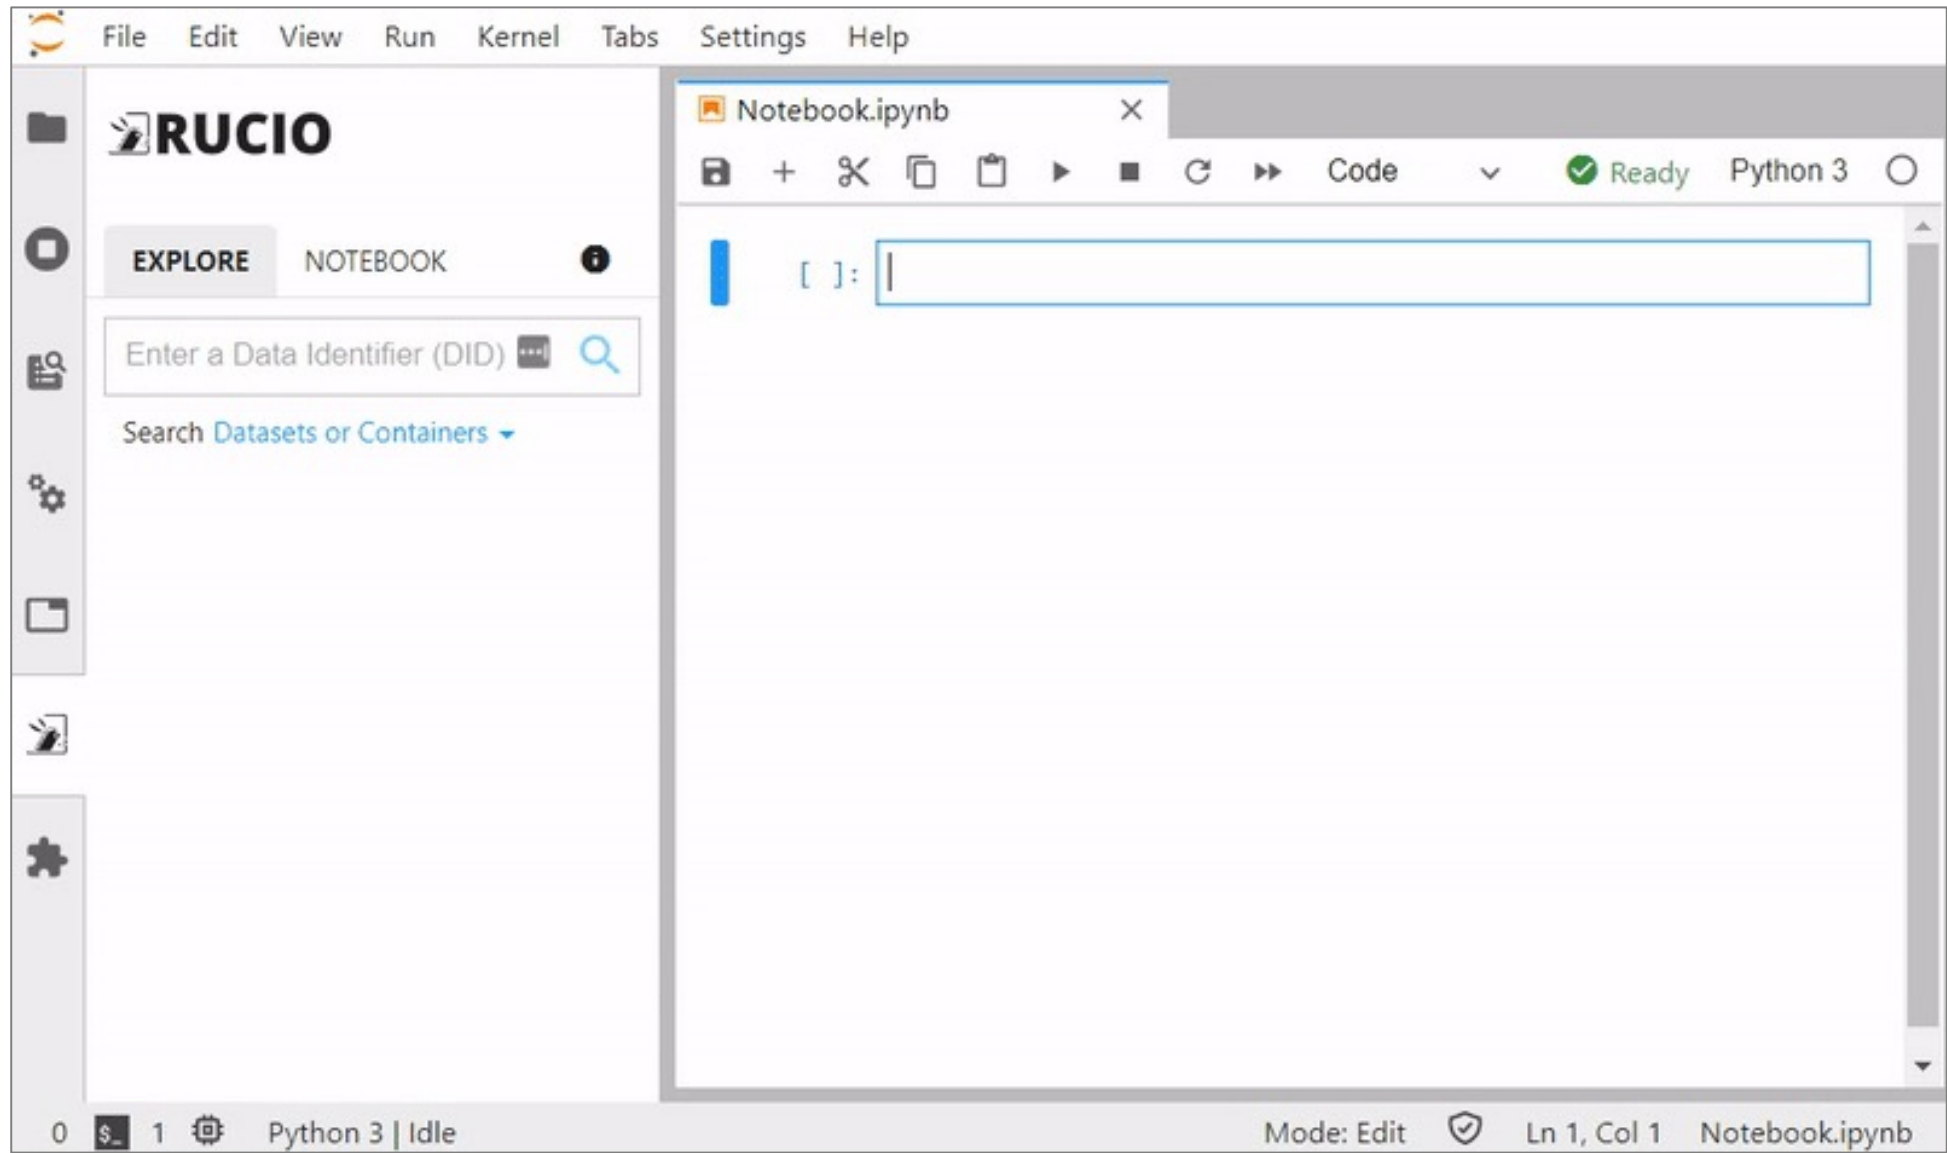 File Edit View Run Kernel Tabs Settings Help
RUCIO
EXPLORE NOTEBOOK
Enter a Data Identifier (DID)
Search Datasets or Containers
Notebook.ipynb
Code Ready Python 3
[ ]:
0 $_ 1 Python 3 | Idle Mode: Edit Ln 1, Col 1 Notebook.ipynb